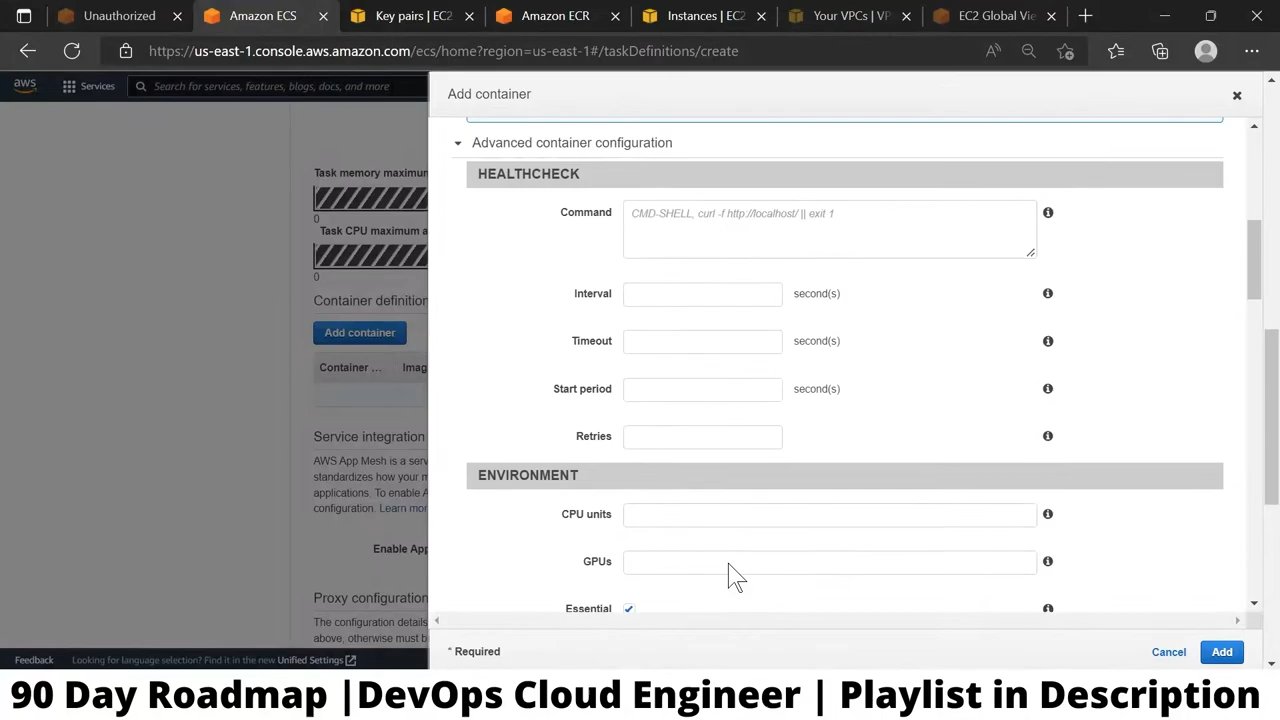 Unauthorized
Amazon ECS
Key pairs | EC2
Amazon ECR
Instances | EC2
Your VPCs | VP
EC2 Global Vie
https://us-east-1.console.aws.amazon.com/ecs/home?region=us-east-1#/taskDefinitions/create
aws
Services
Search for services, features, blogs, docs, and more
Add container
Advanced container configuration
HEALTHCHECK
Command
CMD-SHELL, curl -f http://localhost/ || exit 1
Interval
second(s)
Timeout
second(s)
Start period
second(s)
Retries
ENVIRONMENT
CPU units
GPUs
Essential
Task memory maximum
0
Task CPU maximum a
0
Container definition
Add container
Container ...
Imag
Service integration
AWS App Mesh is a serv
standardizes how your m
applications. To enable A
configuration. Learn mor
Enable App
Proxy configuration
The configuration details
above, otherwise must b
* Required
Cancel
Add
Feedback
Looking for language selection? Find it in the new Unified Settings
90 Day Roadmap |DevOps Cloud Engineer | Playlist in Description